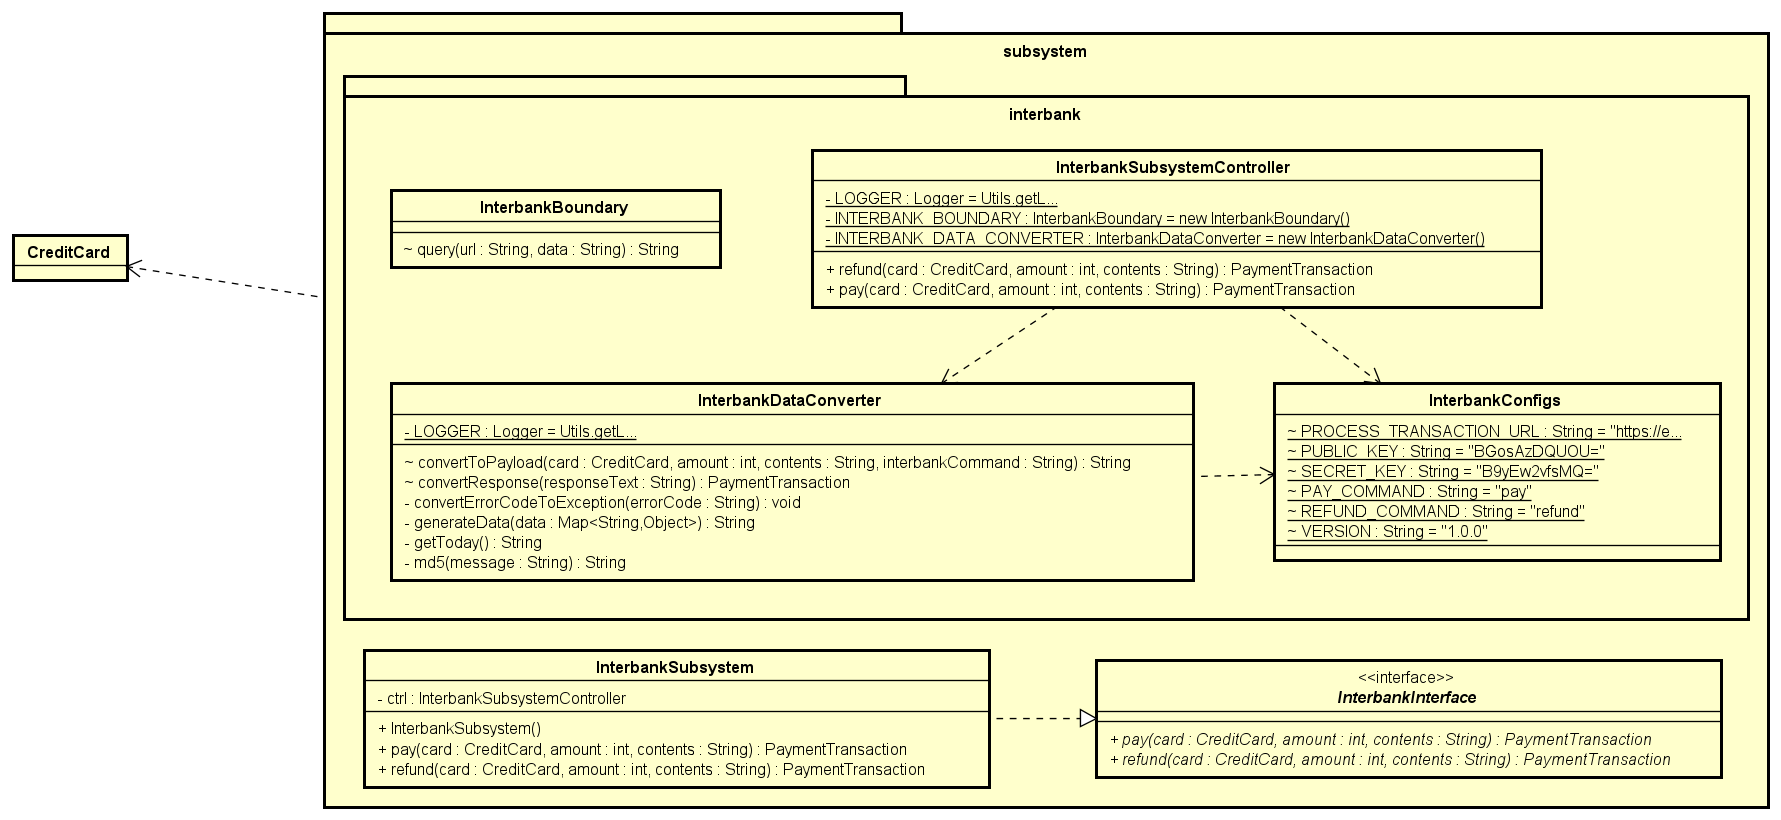 subsystem
interbank
CreditCard
InterbankBoundary
~ query(url : String, data : String) : String
InterbankSubsystemController
- LOGGER : Logger = Utils.getL...
- INTERBANK_BOUNDARY : InterbankBoundary = new InterbankBoundary()
- INTERBANK_DATA_CONVERTER : InterbankDataConverter = new InterbankDataConverter()
+ refund(card : CreditCard, amount : int, contents : String) : PaymentTransaction
+ pay(card : CreditCard, amount : int, contents : String) : PaymentTransaction
InterbankDataConverter
- LOGGER : Logger = Utils.getL...
~ convertToPayload(card : CreditCard, amount : int, contents : String, interbankCommand : String) : String
~ convertResponse(responseText : String) : PaymentTransaction
- convertErrorCodeToException(errorCode : String) : void
- generateData(data : Map<String,Object>) : String
- getToday() : String
- md5(message : String) : String
InterbankConfigs
~ PROCESS_TRANSACTION_URL : String = "https://e...
~ PUBLIC_KEY : String = "BGosAzDQUOU="
~ SECRET_KEY : String = "B9yEw2vfsMQ="
~ PAY_COMMAND : String = "pay"
~ REFUND_COMMAND : String = "refund"
~ VERSION : String = "1.0.0"
InterbankSubsystem
- ctrl : InterbankSubsystemController
+ InterbankSubsystem()
+ pay(card : CreditCard, amount : int, contents : String) : PaymentTransaction
+ refund(card : CreditCard, amount : int, contents : String) : PaymentTransaction
<<interface>>
InterbankInterface
+ pay(card : CreditCard, amount : int, contents : String) : PaymentTransaction
+ refund(card : CreditCard, amount : int, contents : String) : PaymentTransaction